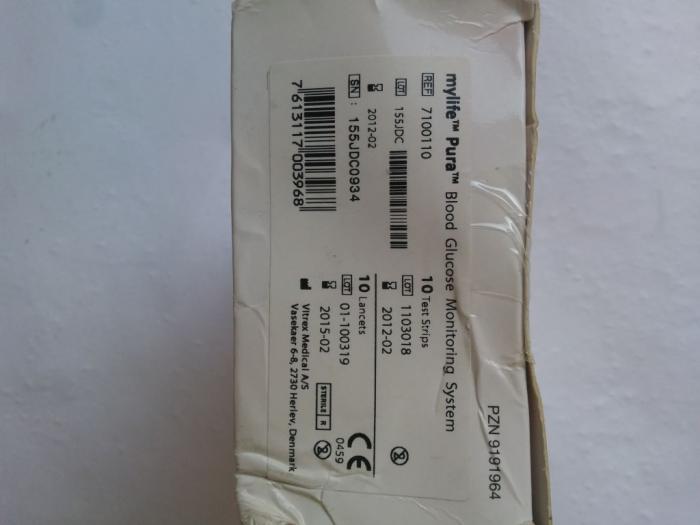 PZN 9191964
mylife™ Pura™ Blood Glucose Monitoring System
REF 7100110
LOT 155JDC
2012-02
SN : 155JDC0934
7 613117 003968
10 Test Strips
LOT 1103018
2012-02
10 Lancets
LOT 01-100319
2015-02
STERILE R
CE
0459
Vitrex Medical A/S
Vasekaer 6-8, 2730 Herlev, Denmark